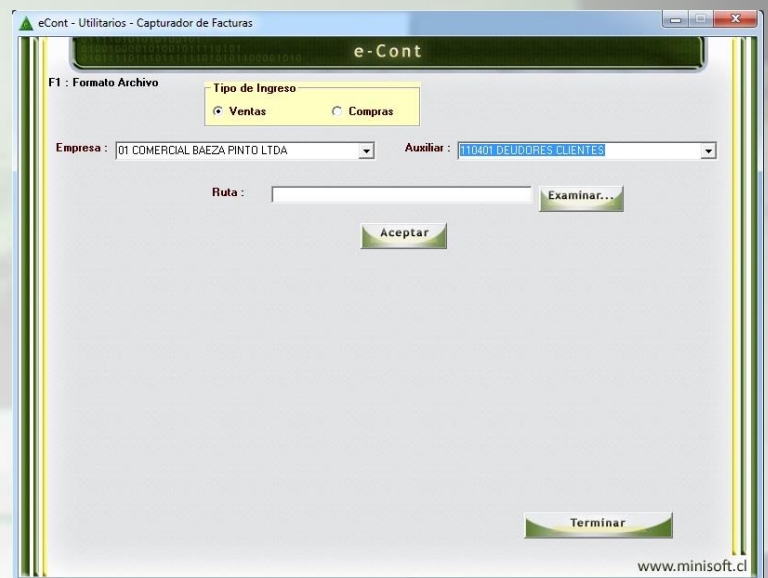 eCont - Utilitarios - Capturador de Facturas
e-Cont
F1 : Formato Archivo
Tipo de Ingreso
Ventas Compras
Empresa : 01 COMERCIAL BAEZA PINTO LTDA Auxiliar : 110401 DEUDORES CLIENTES
Ruta : Examinar...
Aceptar
Terminar
www.minisoft.cl